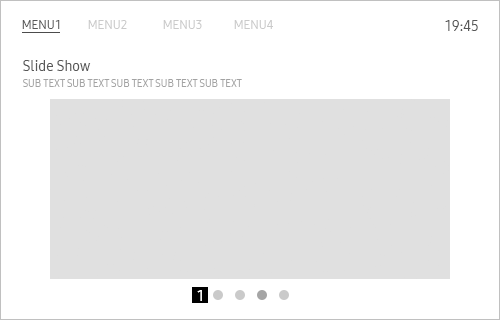 MENU1 MENU2 MENU3 MENU4 19:45
Slide Show
SUB TEXT SUB TEXT SUB TEXT SUB TEXT SUB TEXT
1